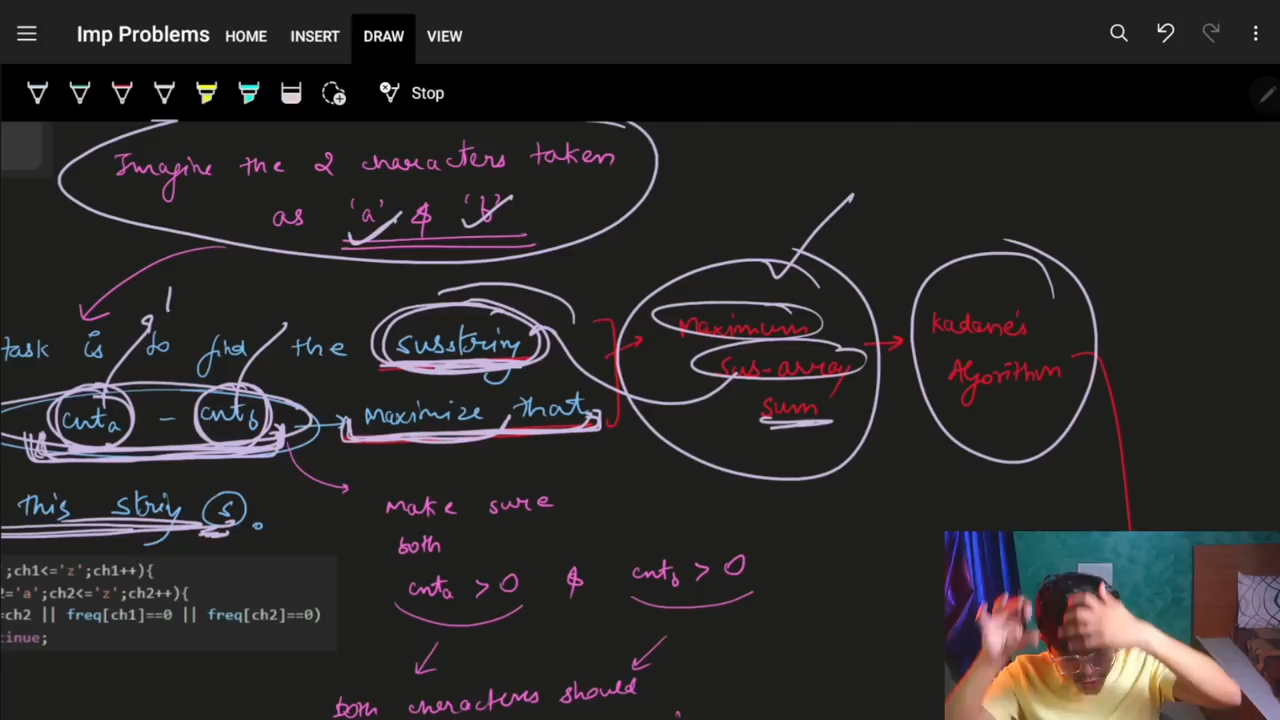 Imp Problems HOME INSERT DRAW VIEW
Stop
Imagine the 2 characters taken
as 'a' & 'b'
task is to find the substring
cnta - cntb → maximize that
this string s.
Maximum
Sub-array
sum
Kadane's
Algorithm
Make sure
both
cnta > 0 & cntb > 0
both characters should
;ch1<='z';ch1++){
='a';ch2<='z';ch2++){
=ch2 || freq[ch1]==0 || freq[ch2]==0)
tinue;